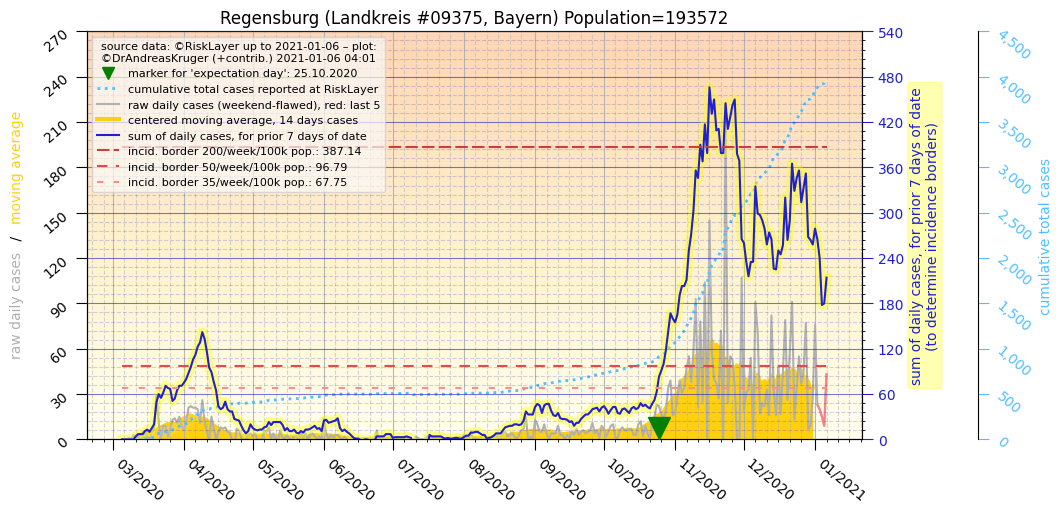 Regensburg (Landkreis #09375, Bayern) Population=193572
source data: ©RiskLayer up to 2021-01-06 – plot:
©DrAndreasKruger (+contrib.) 2021-01-06 04:01
marker for 'expectation day': 25.10.2020
cumulative total cases reported at RiskLayer
raw daily cases (weekend-flawed), red: last 5
centered moving average, 14 days cases
sum of daily cases, for prior 7 days of date
incid. border 200/week/100k pop.: 387.14
incid. border 50/week/100k pop.: 96.79
incid. border 35/week/100k pop.: 67.75
raw daily cases / moving average
270
240
210
180
150
120
90
60
30
0
03/2020
04/2020
05/2020
06/2020
07/2020
08/2020
09/2020
10/2020
11/2020
12/2020
01/2021
540
480
420
360
300
240
180
120
60
0
sum of daily cases, for prior 7 days of date
(to determine incidence borders)
4,500
4,000
3,500
3,000
2,500
2,000
1,500
1,000
500
0
cumulative total cases